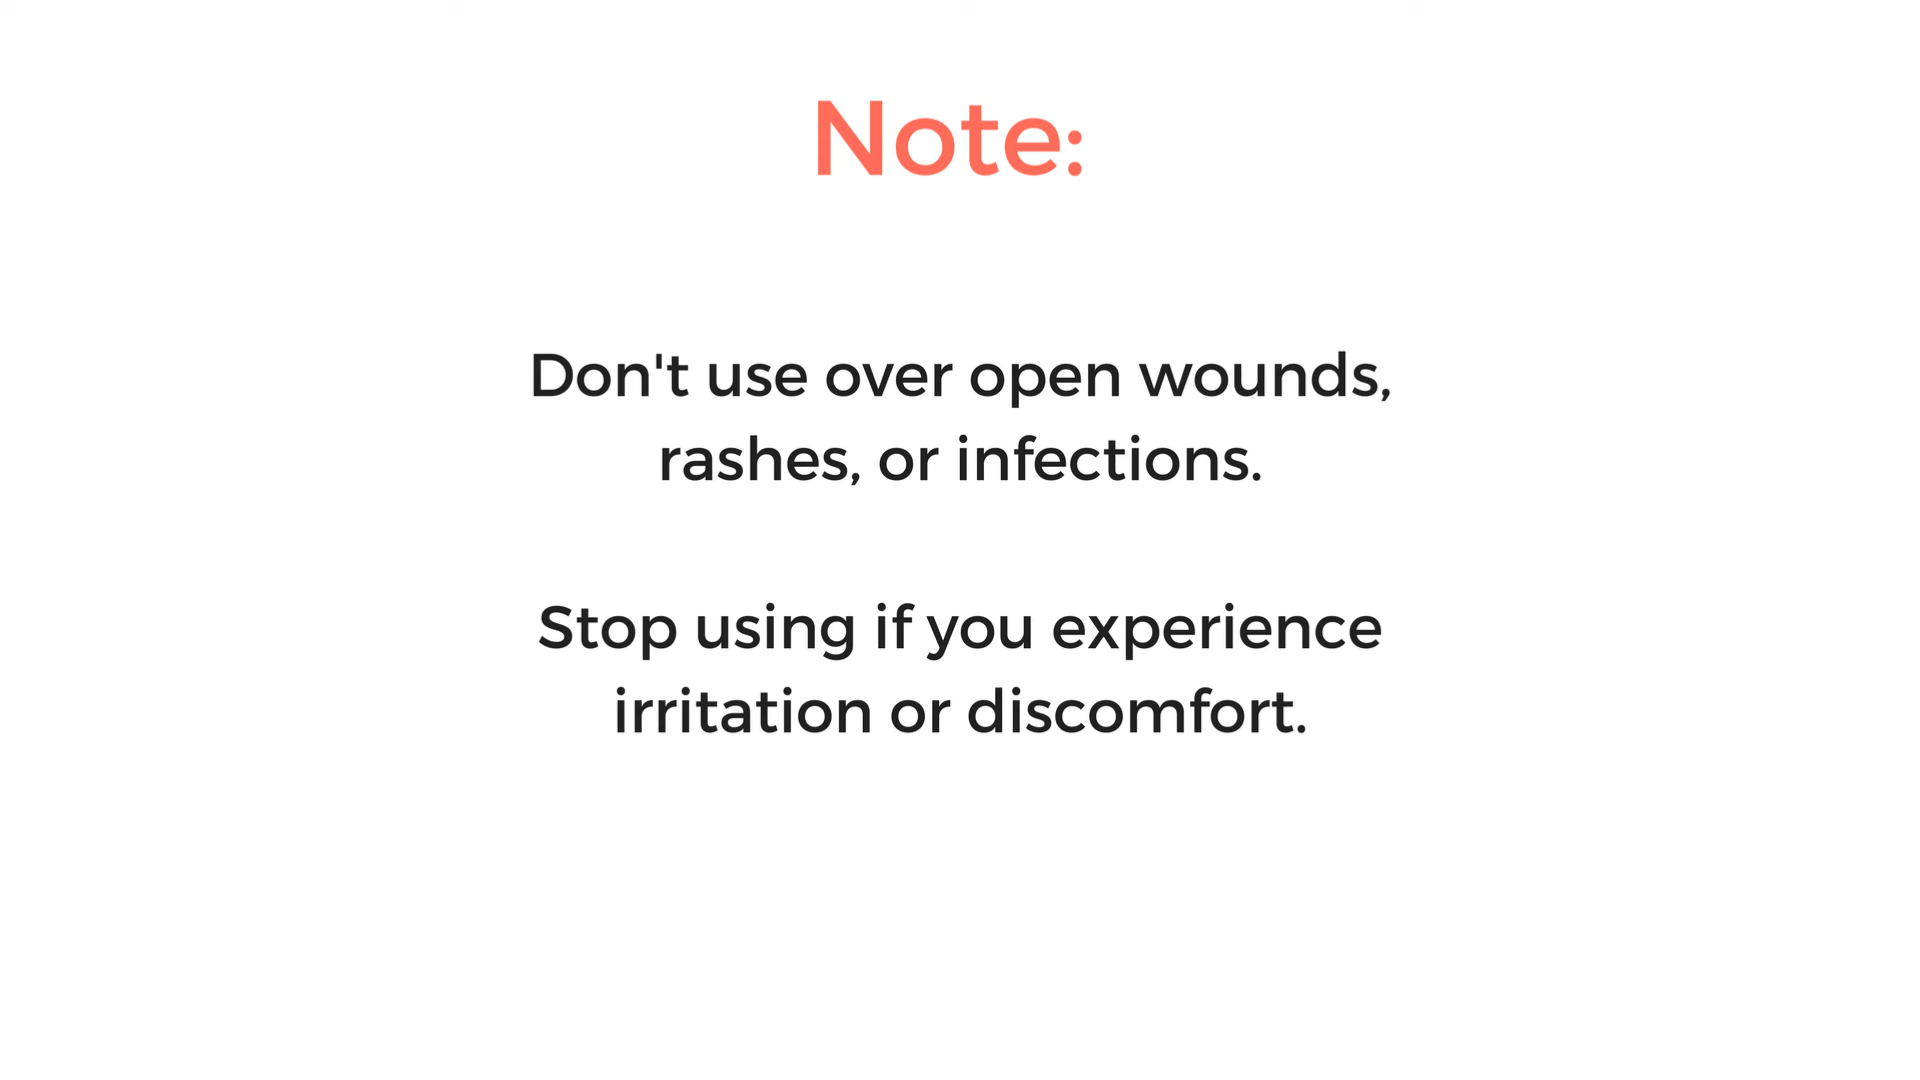 Note:
Don't use over open wounds,
rashes, or infections.
Stop using if you experience
irritation or discomfort.